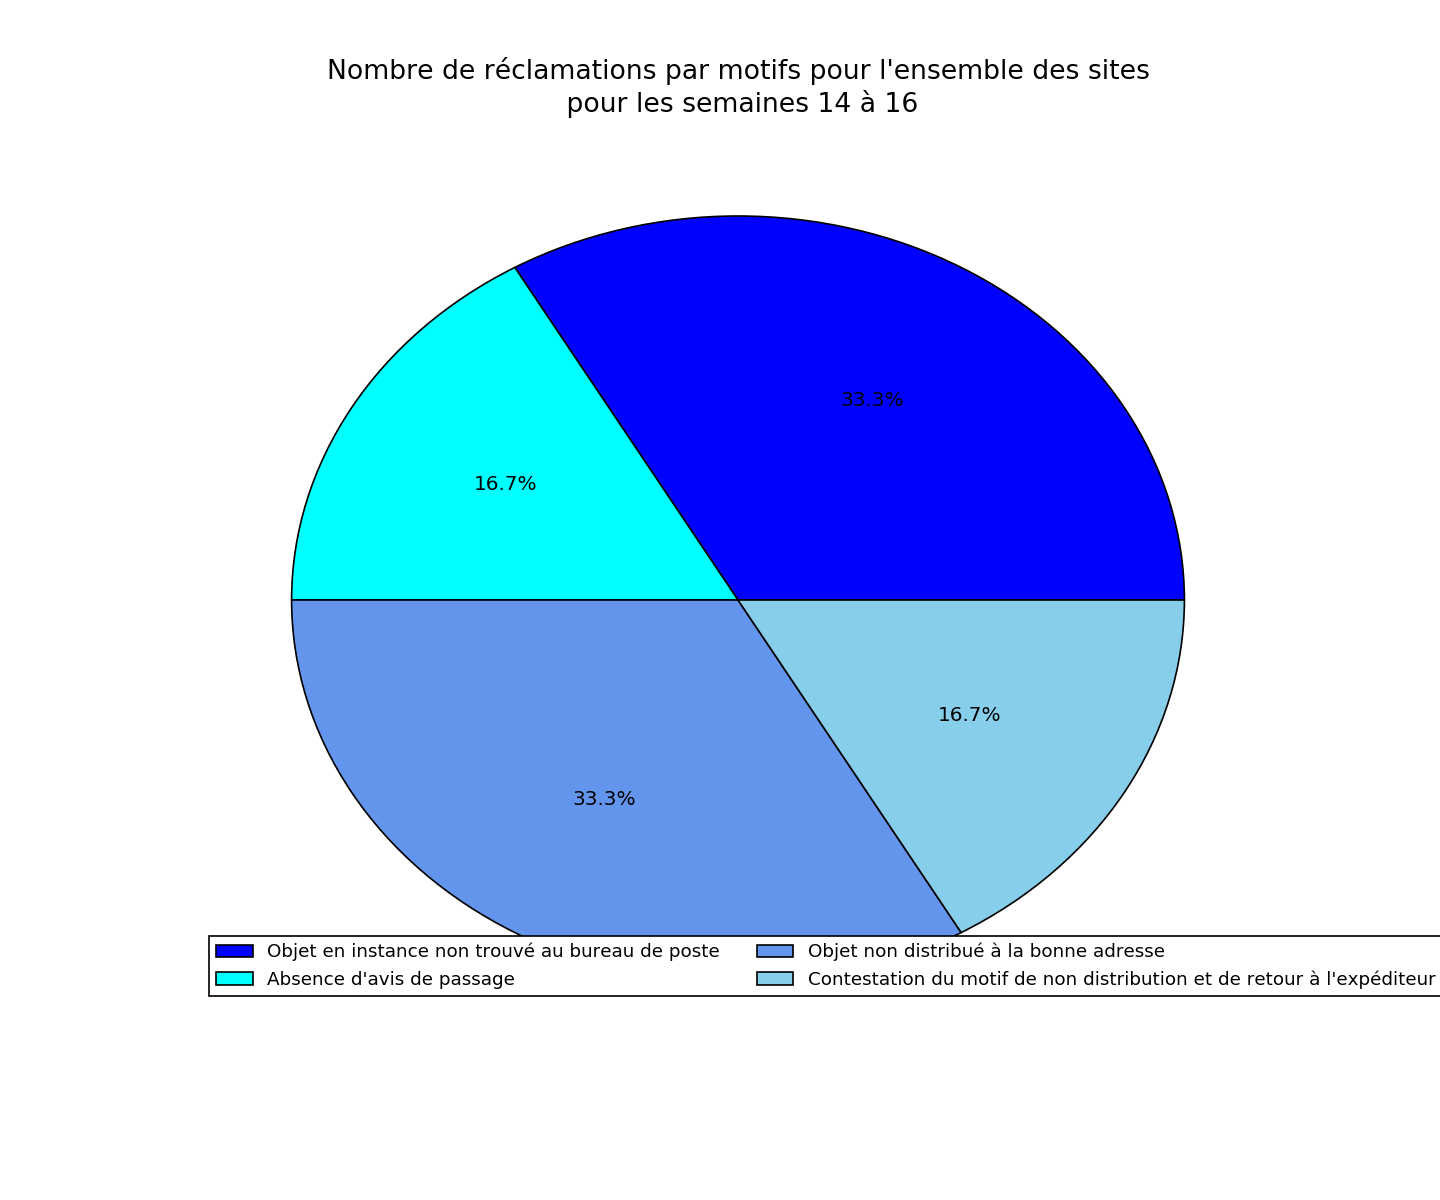 Nombre de réclamations par motifs pour l'ensemble des sites
pour les semaines 14 à 16
33.3%
16.7%
16.7%
33.3%
Objet en instance non trouvé au bureau de poste
Absence d'avis de passage
Objet non distribué à la bonne adresse
Contestation du motif de non distribution et de retour à l'expéditeur